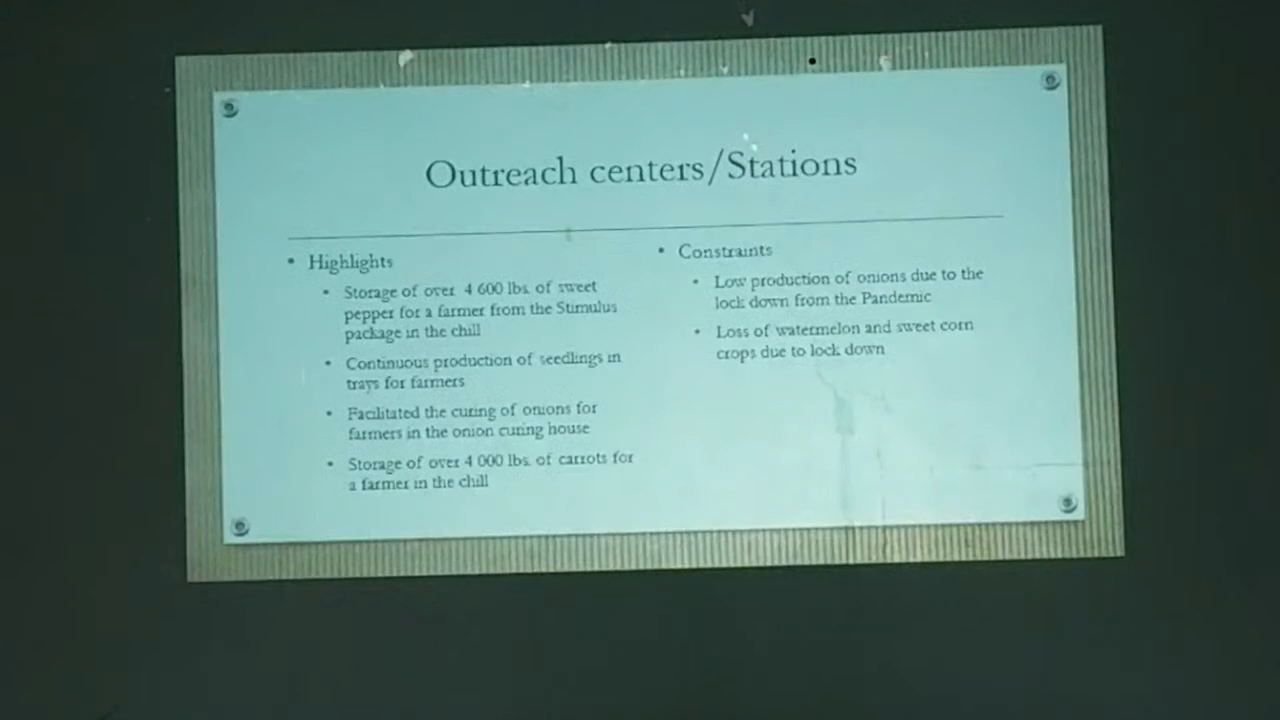 Outreach centers/Stations
• Highlights
• Storage of over 4 600 lbs. of sweet
pepper for a farmer from the Stimulus
package in the chill
• Continuous production of seedlings in
trays for farmers
• Facilitated the curing of onions for
farmers in the onion curing house
• Storage of over 4 000 lbs. of carrots for
a farmer in the chill
• Constraints
• Low production of onions due to the
lock down from the Pandemic
• Loss of watermelon and sweet corn
crops due to lock down